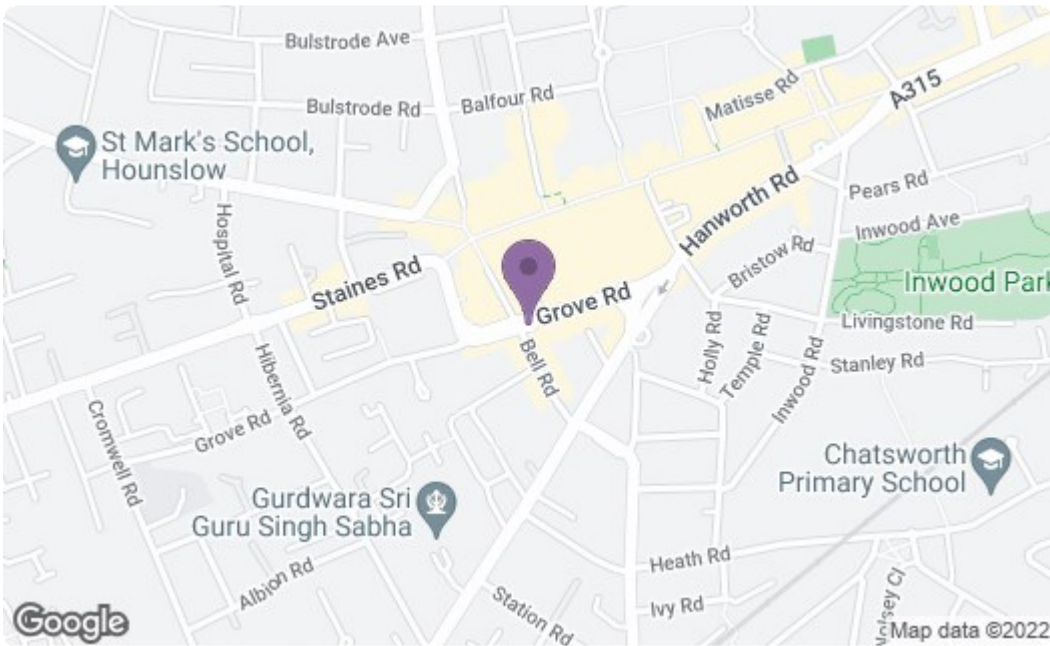 Bulstrode Ave
Bulstrode Rd
Balfour Rd
Matisse Rd
A315
St Mark's School,
Hounslow
Hospital Rd
Staines Rd
Hanworth Rd
Pears Rd
Inwood Ave
Bristow Rd
Inwood Park
Grove Rd
Livingstone Rd
Bell Rd
Holly Rd
Temple Rd
Inwood Rd
Stanley Rd
Hibernia Rd
Cromwell Rd
Grove Rd
Chatsworth
Primary School
Gurdwara Sri
Guru Singh Sabha
Albion Rd
Heath Rd
Station Rd
Ivy Rd
Google
Map data ©2022